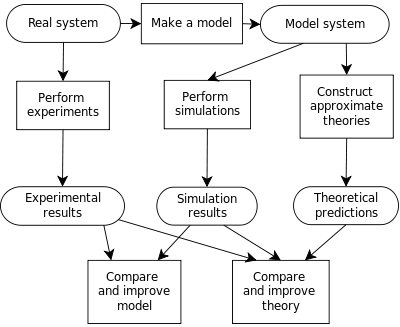 Real system
Make a model
Model system
Perform
experiments
Perform
simulations
Construct
approximate
theories
Experimental
results
Simulation
results
Theoretical
predictions
Compare
and improve
model
Compare
and improve
theory